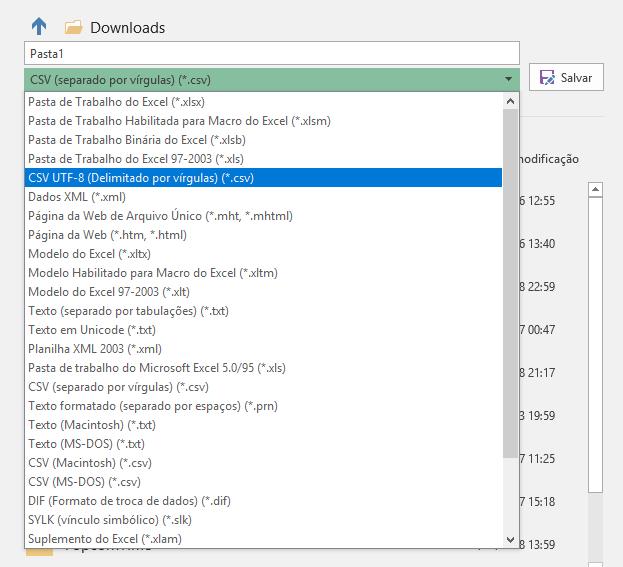 Downloads
Pasta1
CSV (separado por vírgulas) (*.csv)
Salvar
Pasta de Trabalho do Excel (*.xlsx)
Pasta de Trabalho Habilitada para Macro do Excel (*.xlsm)
Pasta de Trabalho Binária do Excel (*.xlsb)
Pasta de Trabalho do Excel 97-2003 (*.xls)
modificação
CSV UTF-8 (Delimitado por vírgulas) (*.csv)
Dados XML (*.xml)
6 12:55
Página da Web de Arquivo Único (*.mht, *.mhtml)
Página da Web (*.htm, *.html)
6 13:40
Modelo do Excel (*.xltx)
Modelo Habilitado para Macro do Excel (*.xltm)
Modelo do Excel 97-2003 (*.xlt)
8 22:59
Texto (separado por tabulações) (*.txt)
Texto em Unicode (*.txt)
7 00:47
Planilha XML 2003 (*.xml)
Pasta de trabalho do Microsoft Excel 5.0/95 (*.xls)
8 21:17
CSV (separado por vírgulas) (*.csv)
Texto formatado (separado por espaços) (*.prn)
3 19:59
Texto (Macintosh) (*.txt)
Texto (MS-DOS) (*.txt)
CSV (Macintosh) (*.csv)
7 11:25
CSV (MS-DOS) (*.csv)
DIF (Formato de troca de dados) (*.dif)
7 15:18
SYLK (vínculo simbólico) (*.slk)
Suplemento do Excel (*.xlam)
8 13:59